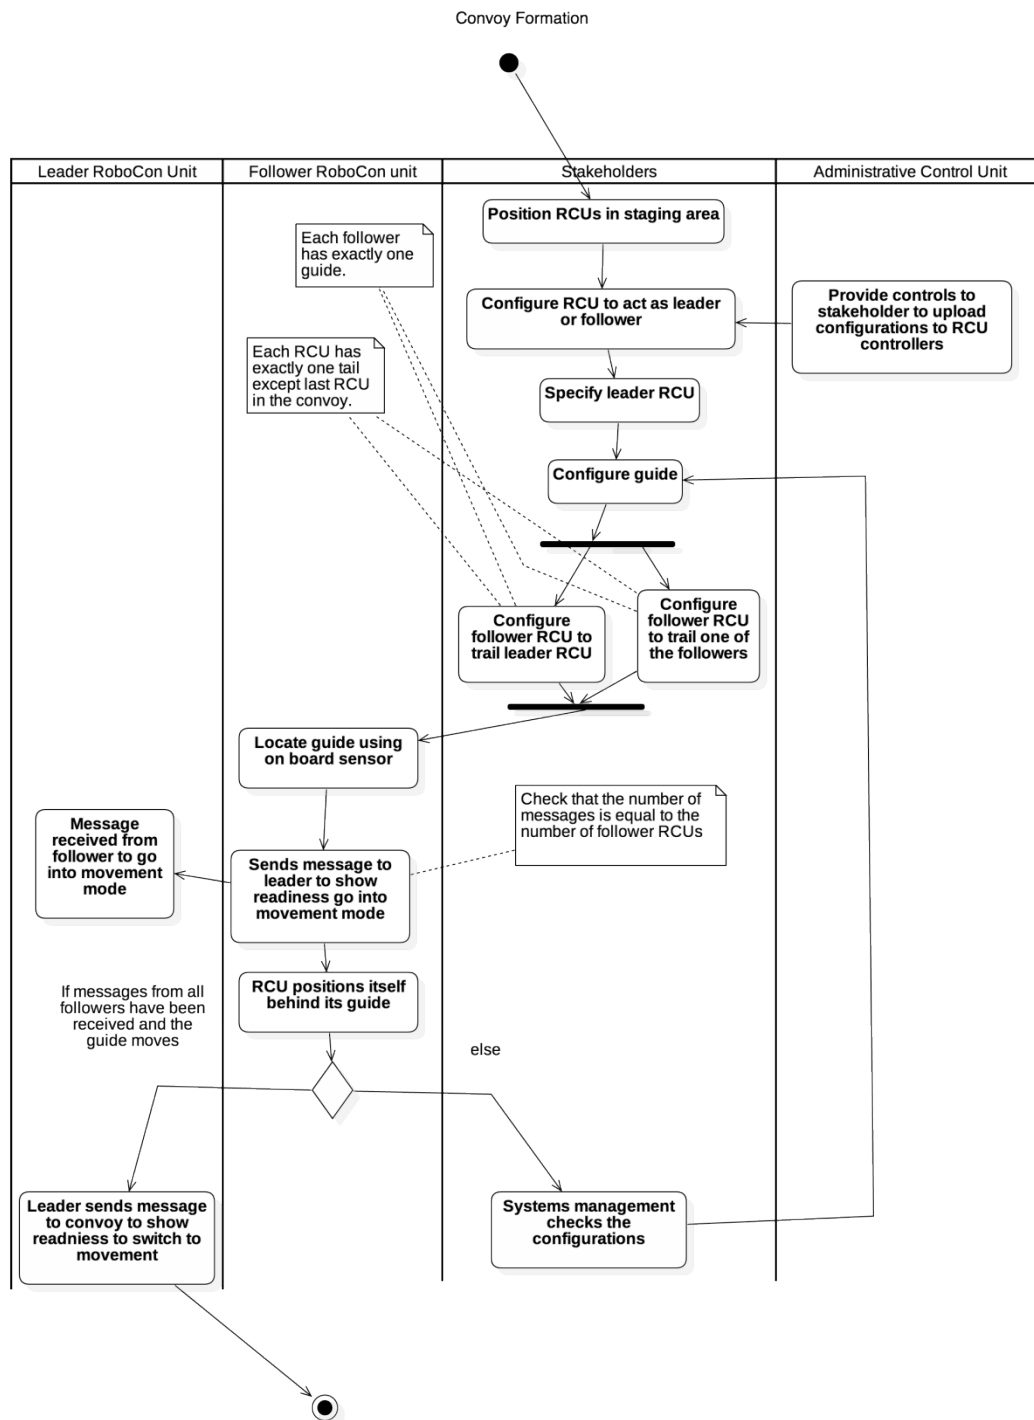 Convoy Formation
Leader RoboCon Unit
Follower RoboCon unit
Stakeholders
Administrative Control Unit
Position RCUs in staging area
Each follower
has exactly one
guide.
Configure RCU to act as leader
or follower
Provide controls to
stakeholder to upload
configurations to RCU
controllers
Each RCU has
exactly one tail
except last RCU
in the convoy.
Specify leader RCU
Configure guide
Configure
follower RCU to
trail leader RCU
Configure
follower RCU
to trail one of
the followers
Locate guide using
on board sensor
Check that the number of
messages is equal to the
number of follower RCUs
Message
received from
follower to go
into movement
mode
Sends message to
leader to show
readiness go into
movement mode
RCU positions itself
behind its guide
If messages from all
followers have been
received and the
guide moves
else
Leader sends message
to convoy to show
readniess to switch to
movement
Systems management
checks the
configurations